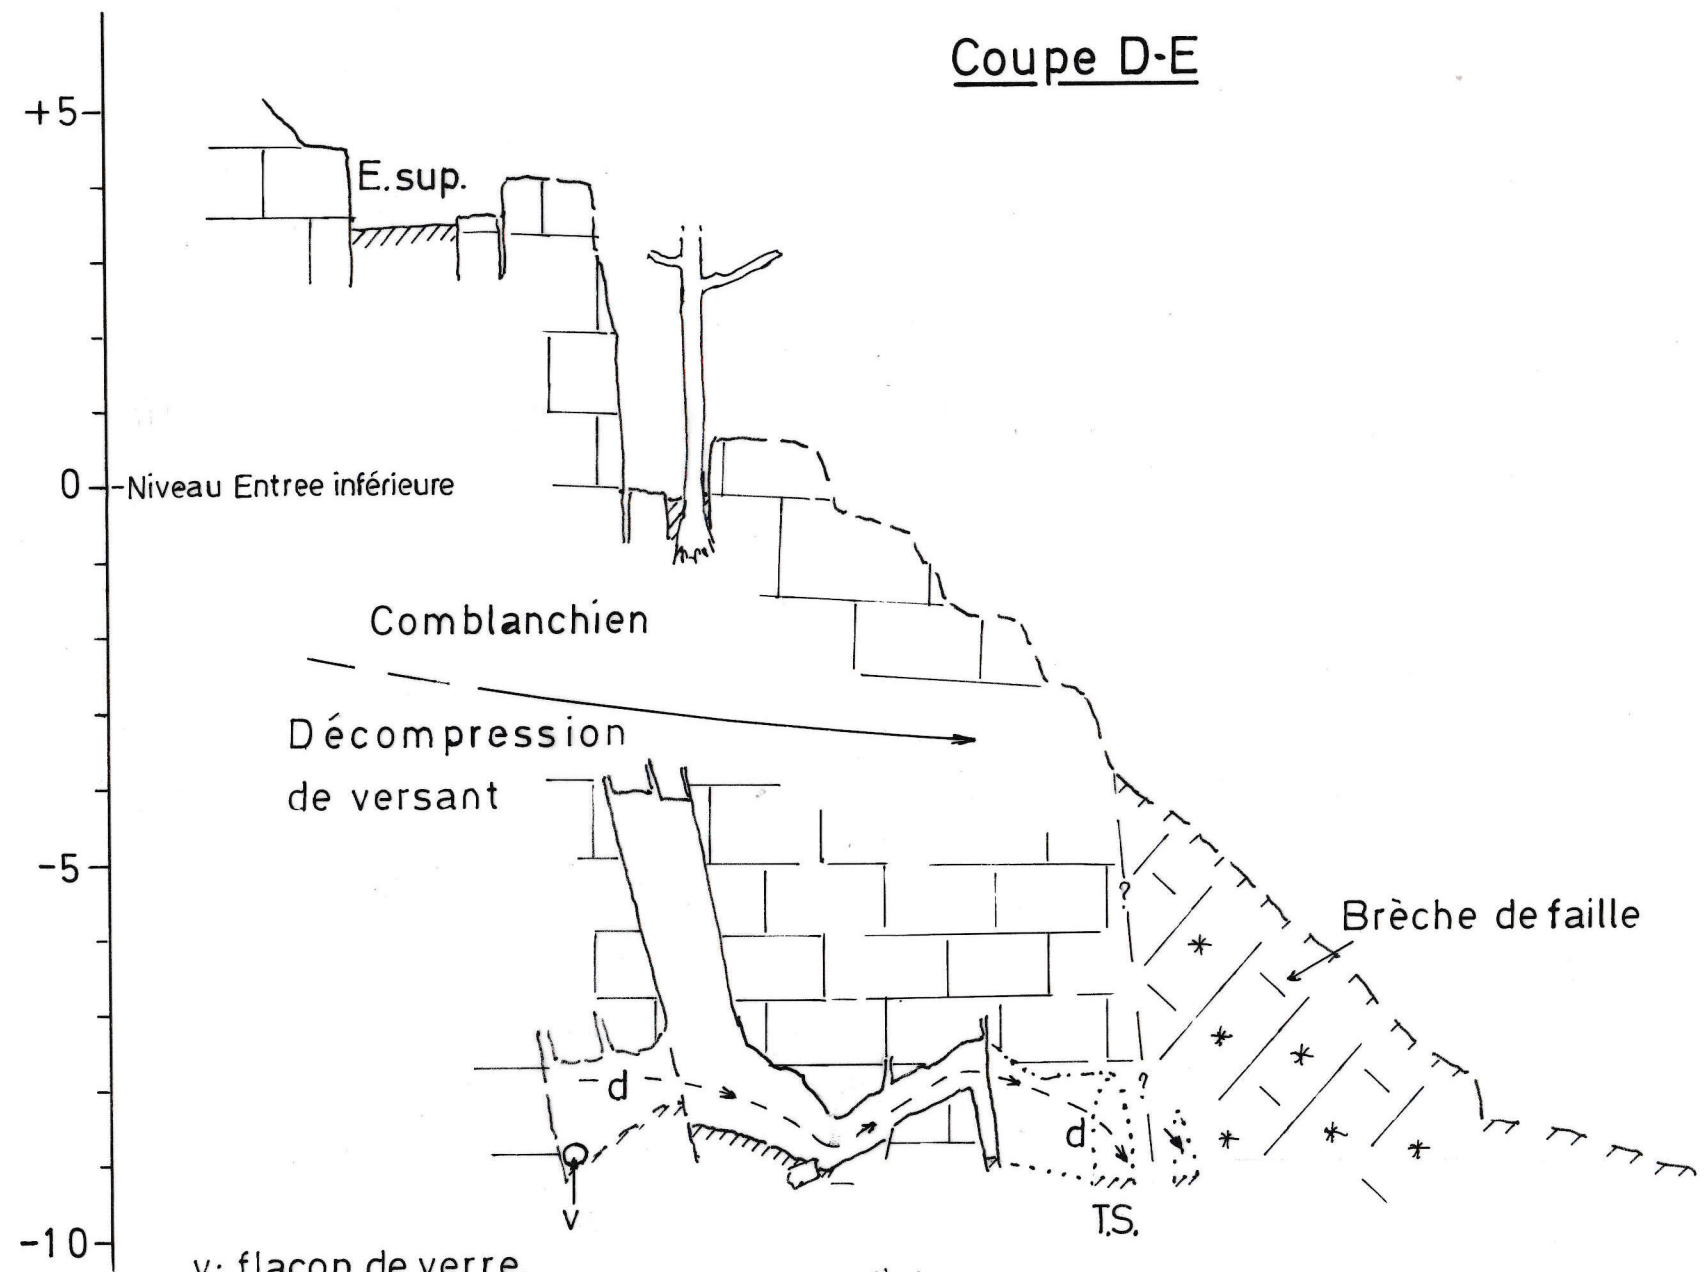 Coupe D-E
+5
E.sup.
0
-Niveau Entree inférieure
Comblanchien
Décompression
de versant
-5
?
Brèche de faille
d
?
d
v
T.S.
-10
v: flacon de verre